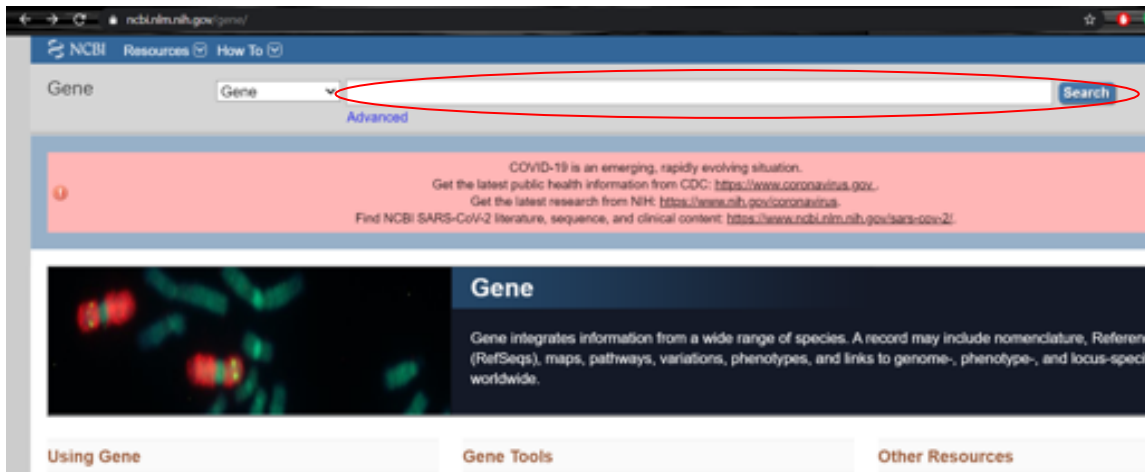 ncbi.nlm.nih.gov/gene/
NCBI Resources How To
Gene Gene Search
Advanced
COVID-19 is an emerging, rapidly evolving situation.
Get the latest public health information from CDC: https://www.coronavirus.gov.
Get the latest research from NIH: https://www.nih.gov/coronavirus.
Find NCBI SARS-CoV-2 literature, sequence, and clinical content: https://www.ncbi.nlm.nih.gov/sars-cov-2/.
Gene
Gene integrates information from a wide range of species. A record may include nomenclature, Referen
(RefSeqs), maps, pathways, variations, phenotypes, and links to genome-, phenotype-, and locus-speci
worldwide.
Using Gene Gene Tools Other Resources